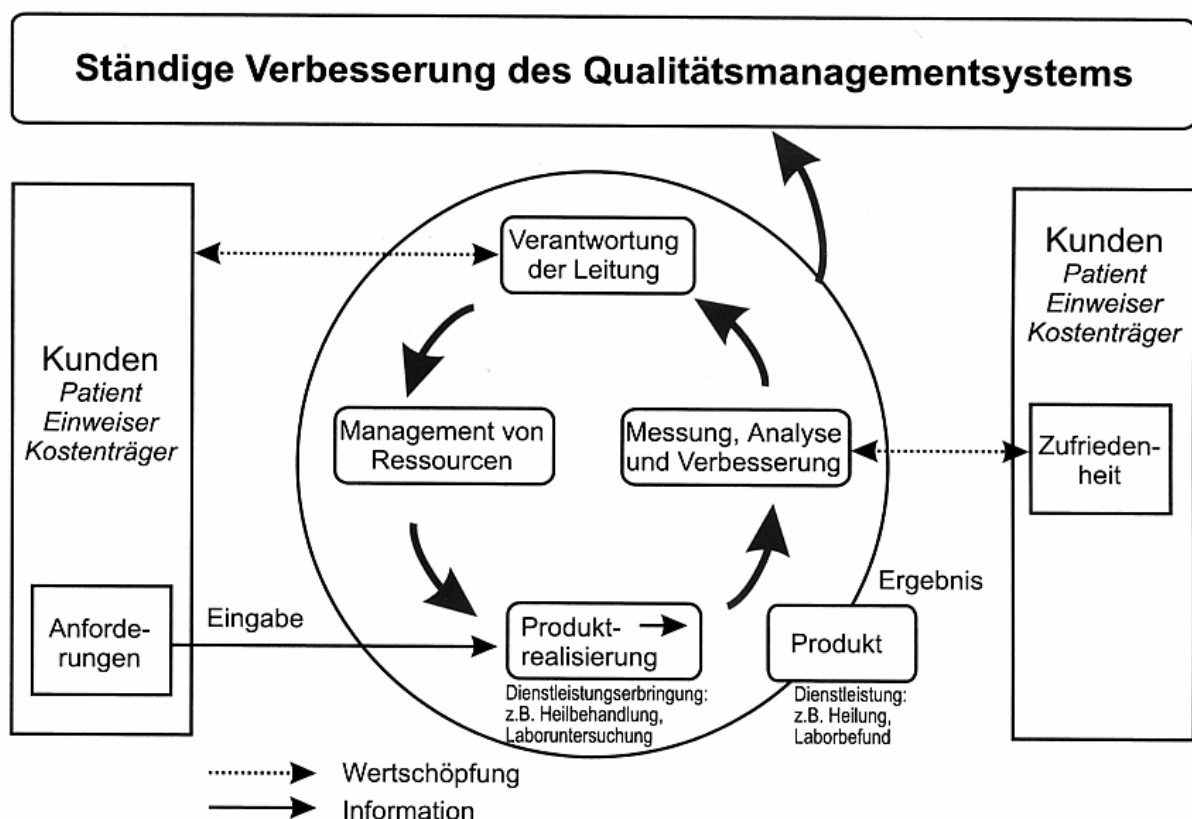 Ständige Verbesserung des Qualitätsmanagementsystems
Kunden
Patient
Einweiser
Kostenträger
Anforde-
rungen
Eingabe
Verantwortung
der Leitung
Management von
Ressourcen
Messung, Analyse
und Verbesserung
Produkt-
realisierung
Dienstleistungserbringung:
z.B. Heilbehandlung,
Laboruntersuchung
Ergebnis
Produkt
Dienstleistung:
z.B. Heilung,
Laborbefund
Kunden
Patient
Einweiser
Kostenträger
Zufrieden-
heit
Wertschöpfung
Information